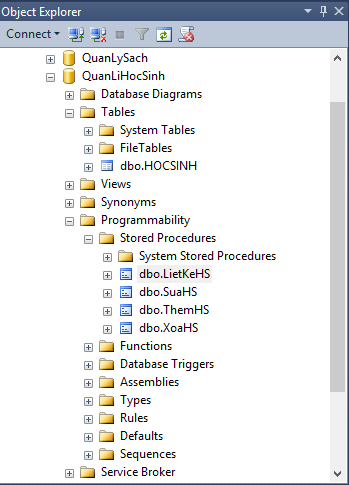 Object Explorer
Connect
QuanLySach
QuanLiHocSinh
Database Diagrams
Tables
System Tables
FileTables
dbo.HOCSINH
Views
Synonyms
Programmability
Stored Procedures
System Stored Procedures
dbo.LietKeHS
dbo.SuaHS
dbo.ThemHS
dbo.XoaHS
Functions
Database Triggers
Assemblies
Types
Rules
Defaults
Sequences
Service Broker